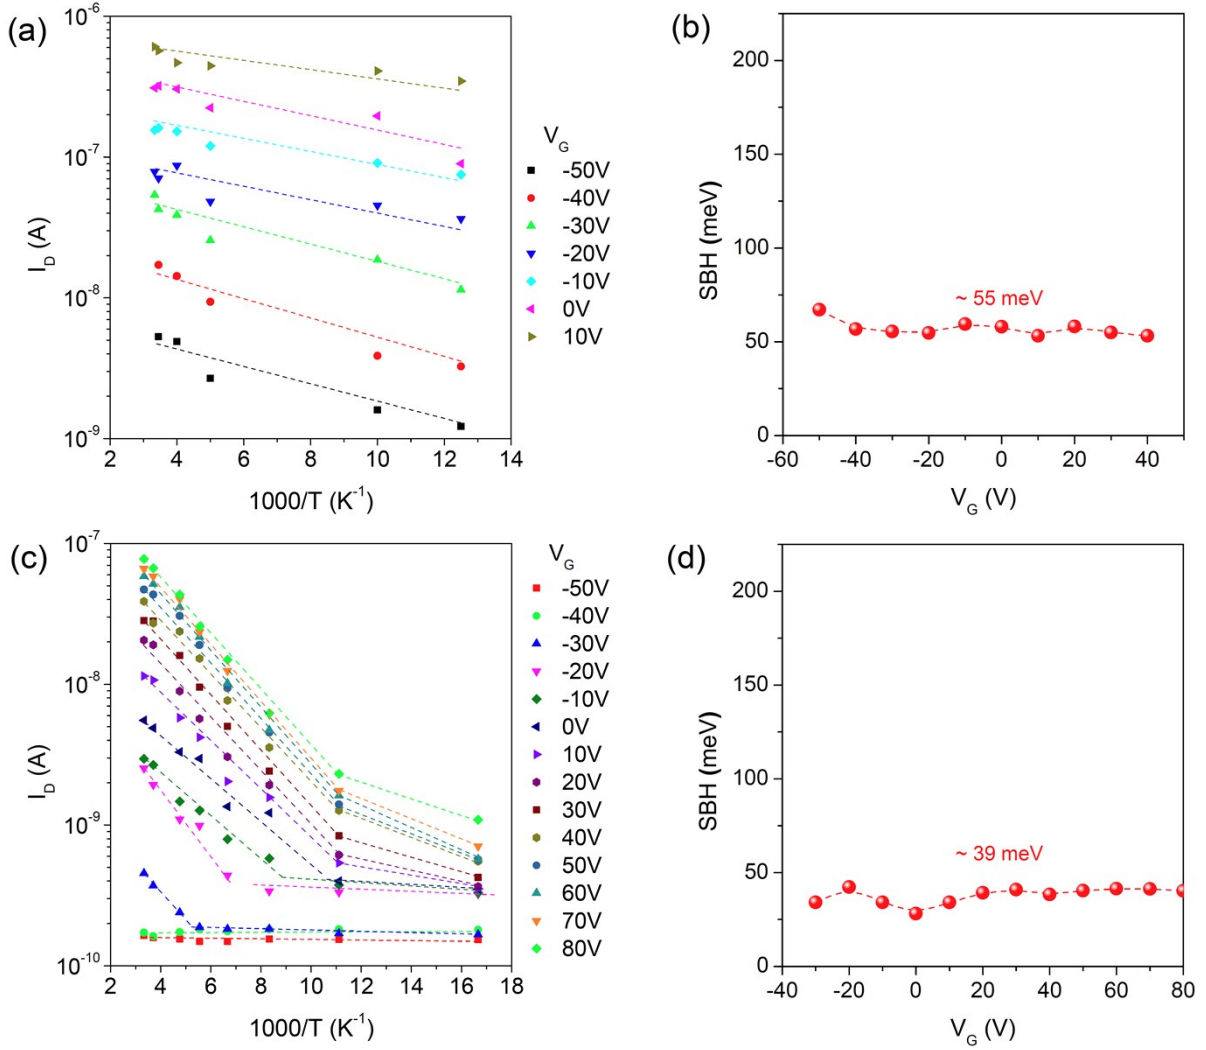 (a)
10⁻⁶
10⁻⁷
10⁻⁸
10⁻⁹
I_D (A)
2 4 6 8 10 12 14
1000/T (K⁻¹)
V_G
-50V
-40V
-30V
-20V
-10V
0V
10V
(b)
200
150
100
50
0
SBH (meV)
~ 55 meV
-60 -40 -20 0 20 40
V_G (V)
(c)
10⁻⁷
10⁻⁸
10⁻⁹
10⁻¹⁰
I_D (A)
2 4 6 8 10 12 14 16 18
1000/T (K⁻¹)
V_G
-50V
-40V
-30V
-20V
-10V
0V
10V
20V
30V
40V
50V
60V
70V
80V
(d)
200
150
100
50
0
SBH (meV)
~ 39 meV
-40 -20 0 20 40 60 80
V_G (V)